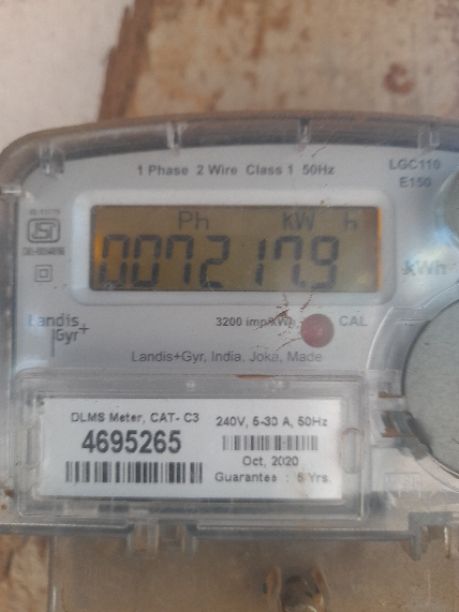 1 Phase 2 Wire Class 1 50Hz
LGC110
E150
Ph kW h
007217.9
kWh
Landis
Gyr+
3200 imp/kWh
CAL
Landis+Gyr, India, Joka, Made
DLMS Meter, CAT- C3
240V, 5-30 A, 50Hz
4695265
Oct, 2020
Guarantee : 5 Yrs.